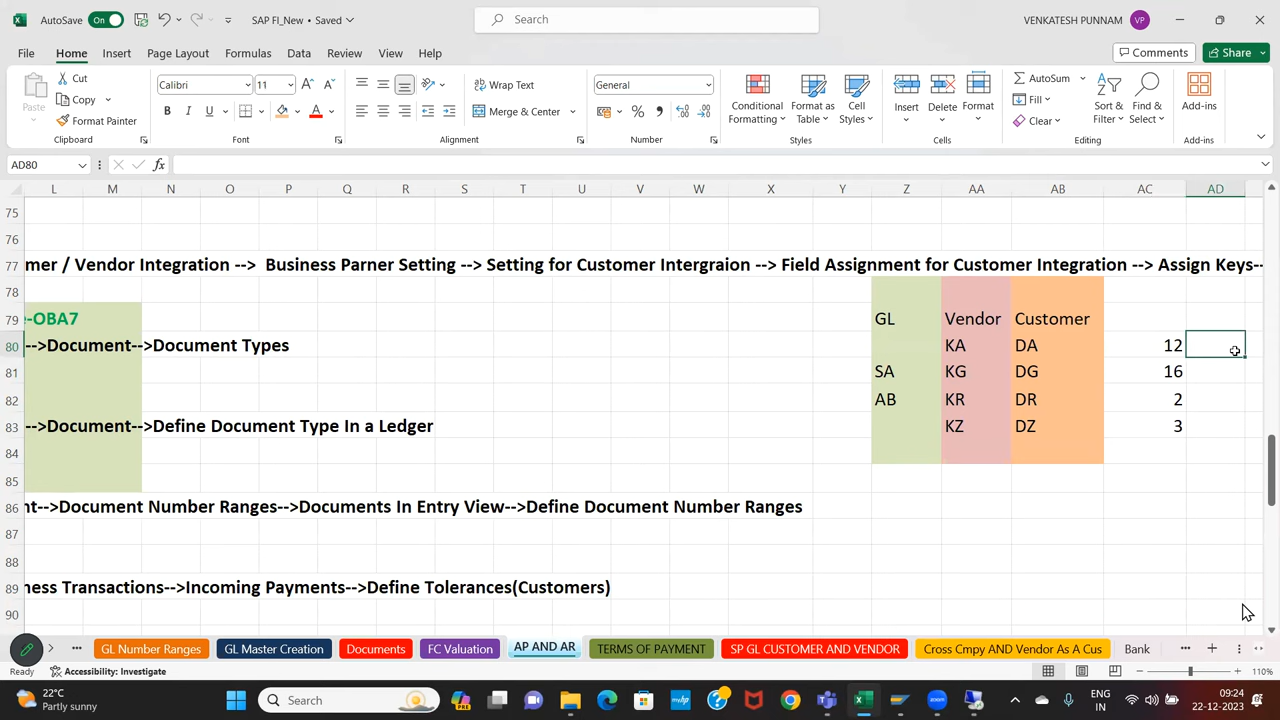 AutoSave On SAP FI_New • Saved Search VENKATESH PUNNAM VP
File Home Insert Page Layout Formulas Data Review View Help Comments Share
Paste Cut Copy Format Painter Clipboard
Calibri 11 A A B I U A Font
Wrap Text Merge & Center Alignment
General % Number
Conditional Formatting Format as Table Cell Styles Styles
Insert Delete Format Cells
AutoSum Fill Clear Sort & Filter Find & Select Editing
Add-ins Add-ins
AD80 fx
L M N O P Q R S T U V W X Y Z AA AB AC AD
75
76
77 mer / Vendor Integration --> Business Parner Setting --> Setting for Customer Intergraion --> Field Assignment for Customer Integration --> Assign Keys--
78
79 -OBA7 GL Vendor Customer
80 -->Document-->Document Types KA DA 12
81 SA KG DG 16
82 AB KR DR 2
83 -->Document-->Define Document Type In a Ledger KZ DZ 3
84
85
86 nt-->Document Number Ranges-->Documents In Entry View-->Define Document Number Ranges
87
88
89 ness Transactions-->Incoming Payments-->Define Tolerances(Customers)
90
GL Number Ranges GL Master Creation Documents FC Valuation AP AND AR TERMS OF PAYMENT SP GL CUSTOMER AND VENDOR Cross Cmpy AND Vendor As A Cus Bank
Ready Accessibility: Investigate 110%
22°C Partly sunny Search PRE hp ENG IN 09:24 22-12-2023